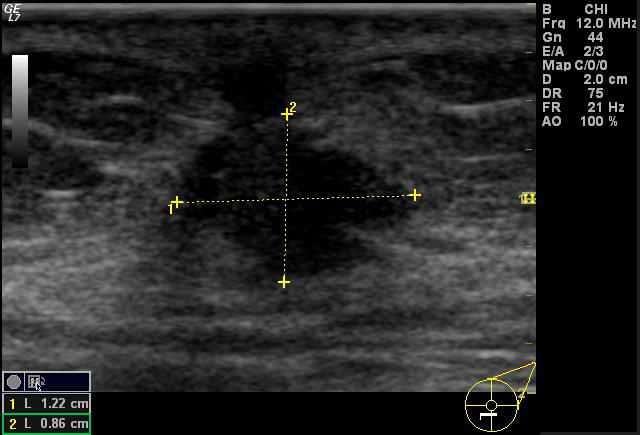 GE
L7
B CHI
Frq 12.0 MHz
Gn 44
E/A 2/3
Map C/0/0
D 2.0 cm
DR 75
FR 21 Hz
AO 100 %
2
1
1 L 1.22 cm
2 L 0.86 cm